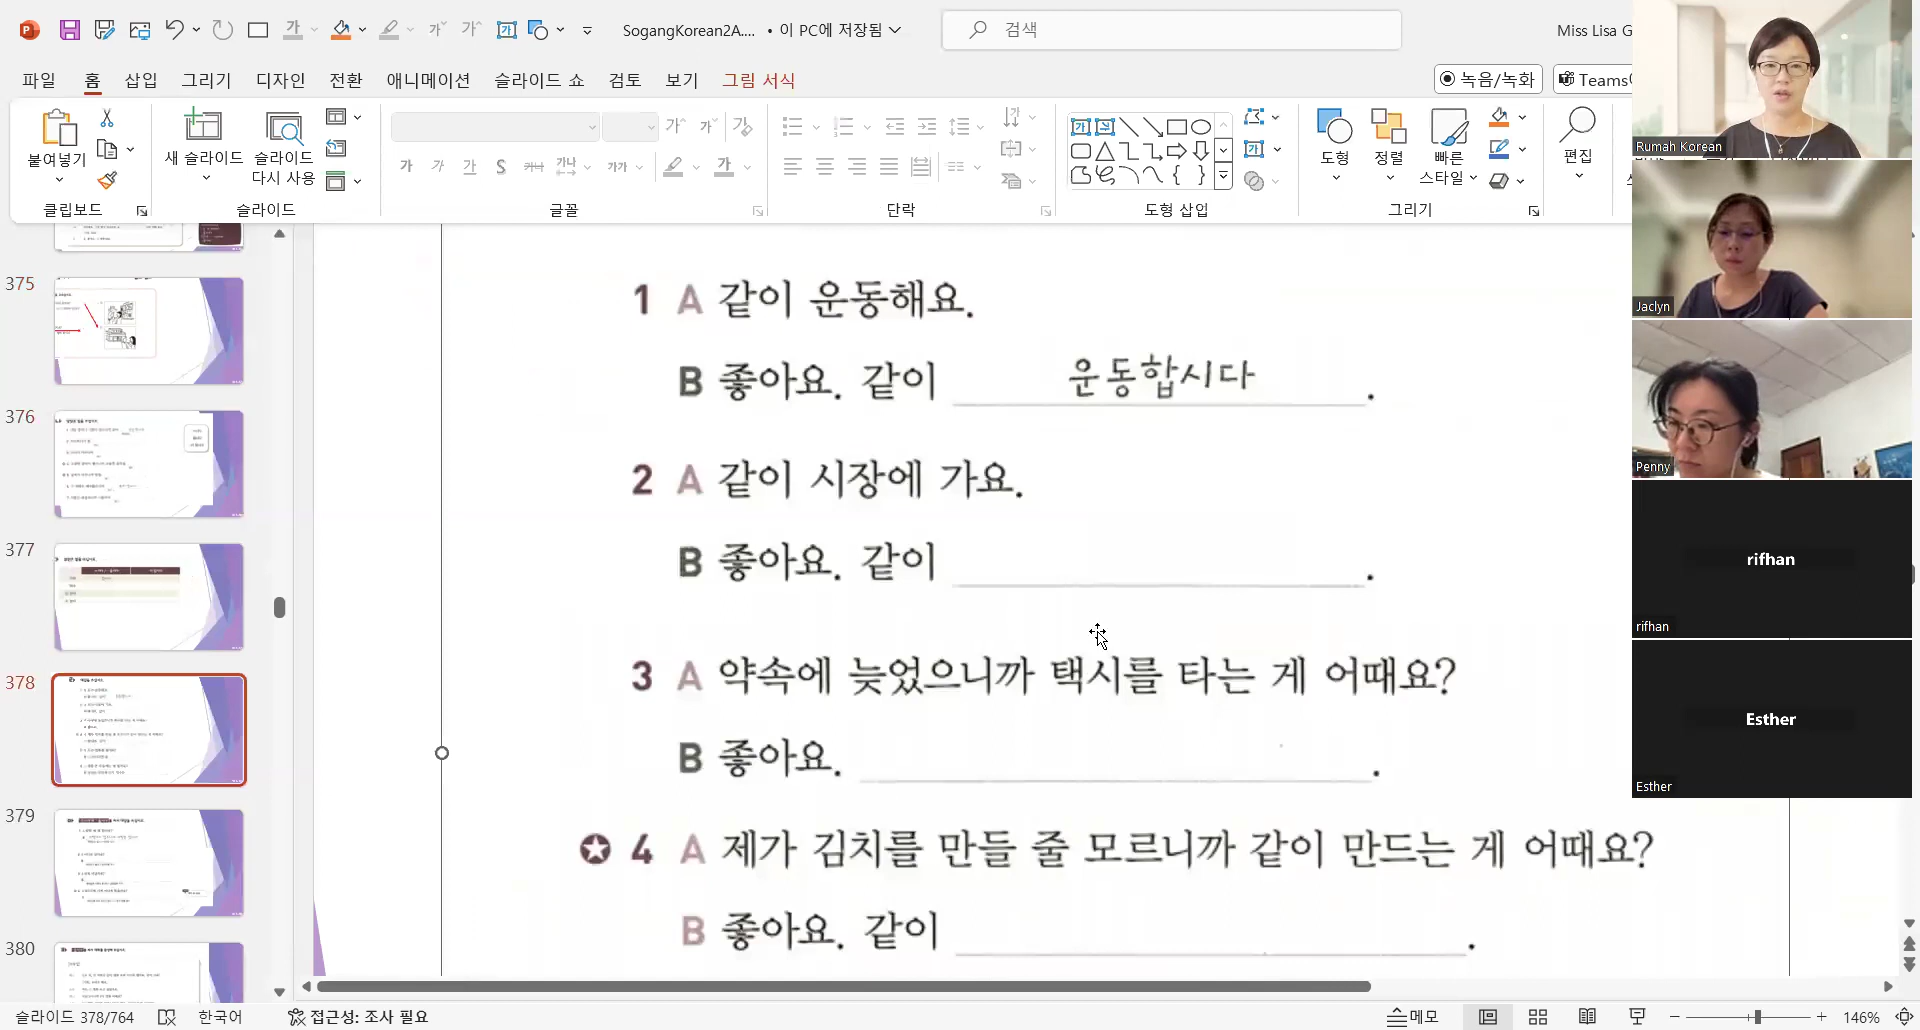 SogangKorean2A.... • 이 PC에 저장됨
검색
Miss Lisa G
파일 홈 삽입 그리기 디자인 전환 애니메이션 슬라이드 쇼 검토 보기 그림 서식
녹음/녹화 Teams
붙여넣기
새 슬라이드
슬라이드 다시 사용
도형
정렬
빠른 스타일
편집
클립보드 슬라이드 글꼴 단락 도형 삽입 그리기
375
376
377
378
379
380
1 A 같이 운동해요.
B 좋아요. 같이 운동합시다.
2 A 같이 시장에 가요.
B 좋아요. 같이 .
3 A 약속에 늦었으니까 택시를 타는 게 어때요?
B 좋아요. .
4 A 제가 김치를 만들 줄 모르니까 같이 만드는 게 어때요?
B 좋아요. 같이 .
Rumah Korean
Jaclyn
Penny
rifhan
rifhan
Esther
Esther
슬라이드 378/764 한국어 접근성: 조사 필요 메모 146%